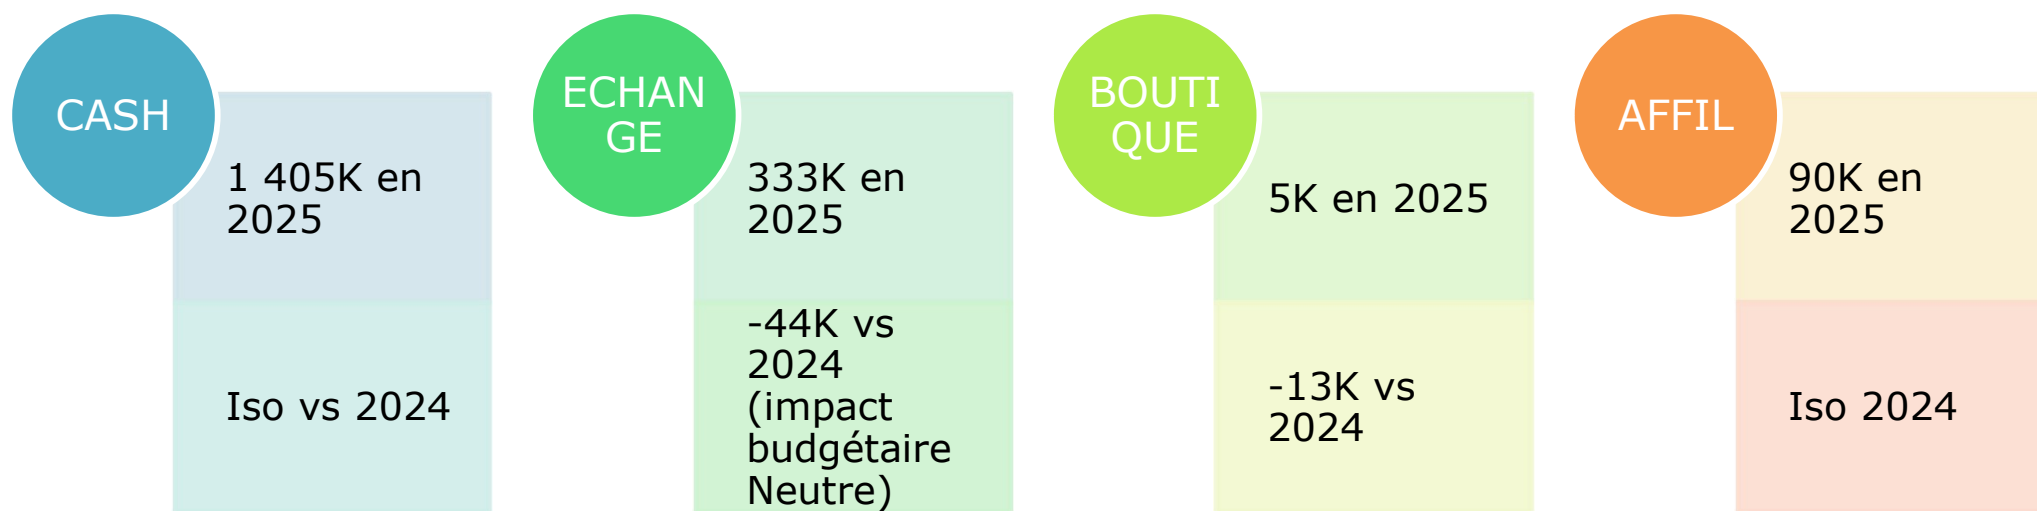 CASH
1 405K en
2025
Iso vs 2024
ECHAN
GE
333K en
2025
-44K vs
2024
(impact
budgétaire
Neutre)
BOUTI
QUE
5K en 2025
-13K vs
2024
AFFIL
90K en
2025
Iso 2024